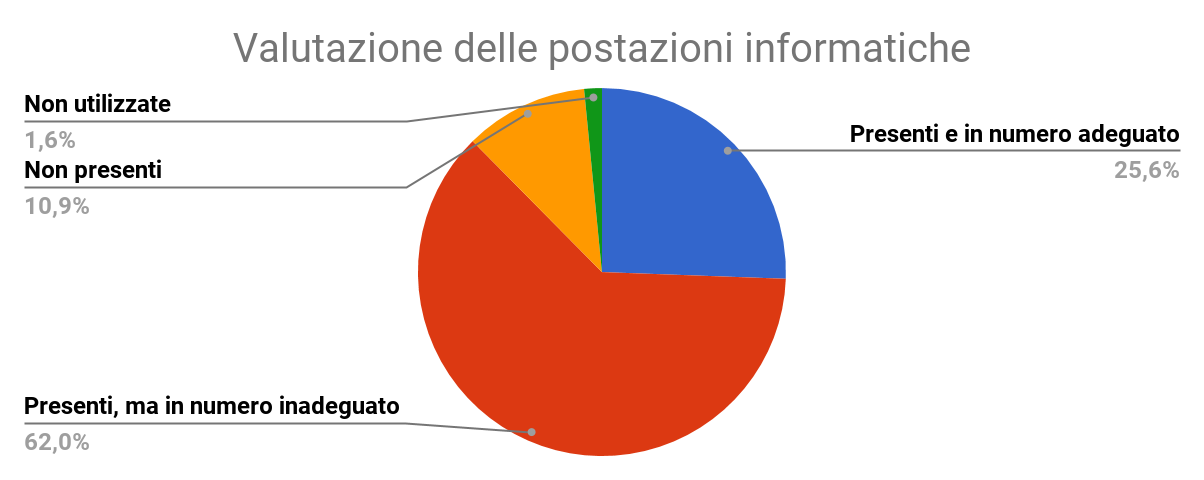 Valutazione delle postazioni informatiche
Non utilizzate
1,6%
Non presenti
10,9%
Presenti e in numero adeguato
25,6%
Presenti, ma in numero inadeguato
62,0%